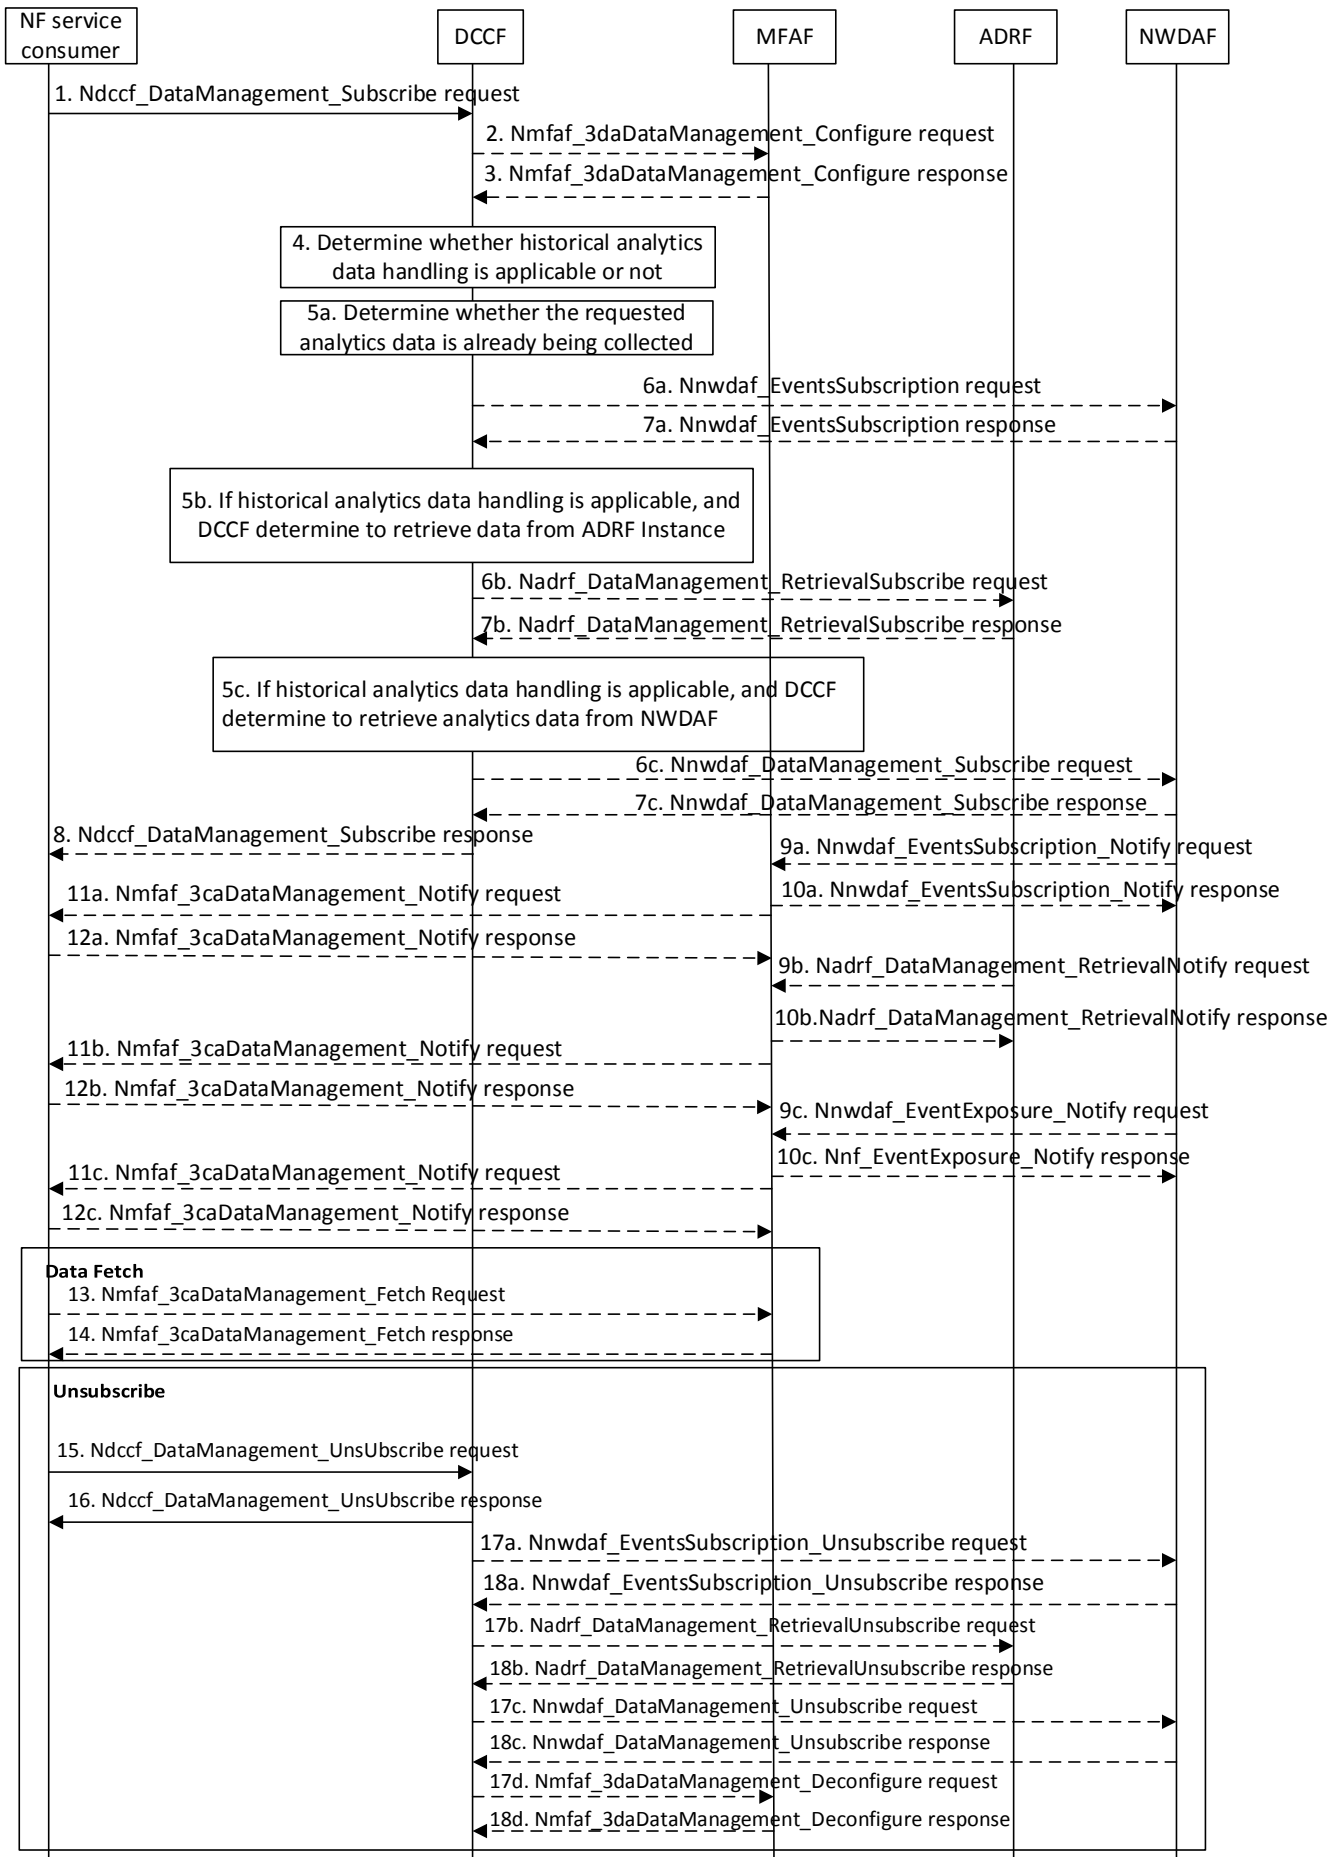 NF service
consumer
DCCF
MFAF
ADRF
NWDAF
1. Ndccf_DataManagement_Subscribe request
2. Nmfaf_3daDataManagement_Configure request
3. Nmfaf_3daDataManagement_Configure response
4. Determine whether historical analytics
data handling is applicable or not
5a. Determine whether the requested
analytics data is already being collected
6a. Nnwdaf_EventsSubscription request
7a. Nnwdaf_EventsSubscription response
5b. If historical analytics data handling is applicable, and
DCCF determine to retrieve data from ADRF Instance
6b. Nadrf_DataManagement_RetrievalSubscribe request
7b. Nadrf_DataManagement_RetrievalSubscribe response
5c. If historical analytics data handling is applicable, and DCCF
determine to retrieve analytics data from NWDAF
6c. Nnwdaf_DataManagement_Subscribe request
7c. Nnwdaf_DataManagement_Subscribe response
8. Ndccf_DataManagement_Subscribe response
9a. Nnwdaf_EventsSubscription_Notify request
11a. Nmfaf_3caDataManagement_Notify request
10a. Nnwdaf_EventsSubscription_Notify response
12a. Nmfaf_3caDataManagement_Notify response
9b. Nadrf_DataManagement_RetrievalNotify request
10b.Nadrf_DataManagement_RetrievalNotify response
11b. Nmfaf_3caDataManagement_Notify request
12b. Nmfaf_3caDataManagement_Notify response
9c. Nnwdaf_EventExposure_Notify request
11c. Nmfaf_3caDataManagement_Notify request
10c. Nnf_EventExposure_Notify response
12c. Nmfaf_3caDataManagement_Notify response
Data Fetch
13. Nmfaf_3caDataManagement_Fetch Request
14. Nmfaf_3caDataManagement_Fetch response
Unsubscribe
15. Ndccf_DataManagement_UnsUbscribe request
16. Ndccf_DataManagement_UnsUbscribe response
17a. Nnwdaf_EventsSubscription_Unsubscribe request
18a. Nnwdaf_EventsSubscription_Unsubscribe response
17b. Nadrf_DataManagement_RetrievalUnsubscribe request
18b. Nadrf_DataManagement_RetrievalUnsubscribe response
17c. Nnwdaf_DataManagement_Unsubscribe request
18c. Nnwdaf_DataManagement_Unsubscribe response
17d. Nmfaf_3daDataManagement_Deconfigure request
18d. Nmfaf_3daDataManagement_Deconfigure response